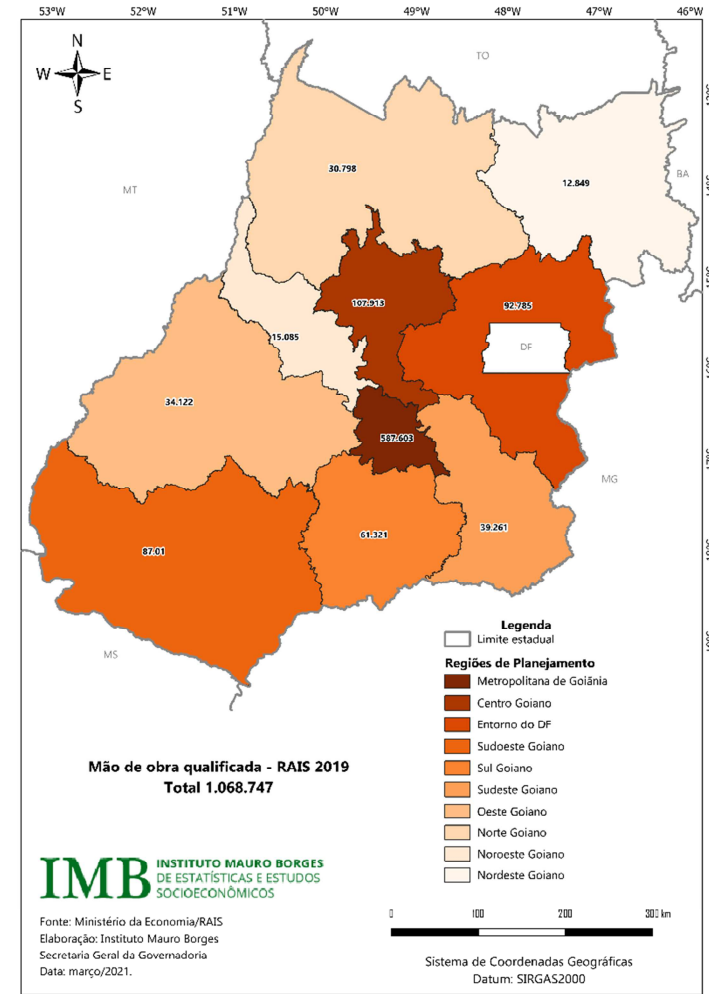 53°W 52°W 51°W 50°W 49°W 48°W 47°W 46°W
N
W E
S
TO
MT
BA
30.798
12.849
107.913
92.785
15.085
DF
34.122
587.603
MG
61.321
39.261
87.01
MS
Legenda
Limite estadual
Regiões de Planejamento
Metropolitana de Goiânia
Centro Goiano
Entorno do DF
Sudoeste Goiano
Sul Goiano
Sudeste Goiano
Oeste Goiano
Norte Goiano
Noroeste Goiano
Nordeste Goiano
Mão de obra qualificada - RAIS 2019
Total 1.068.747
IMB
INSTITUTO MAURO BORGES
DE ESTATÍSTICAS E ESTUDOS
SOCIOECONÔMICOS
Fonte: Ministério da Economia/RAIS
Elaboração: Instituto Mauro Borges
Secretaria Geral da Governadoria
Data: março/2021.
0 100 200 300 km
Sistema de Coordenadas Geográficas
Datum: SIRGAS2000